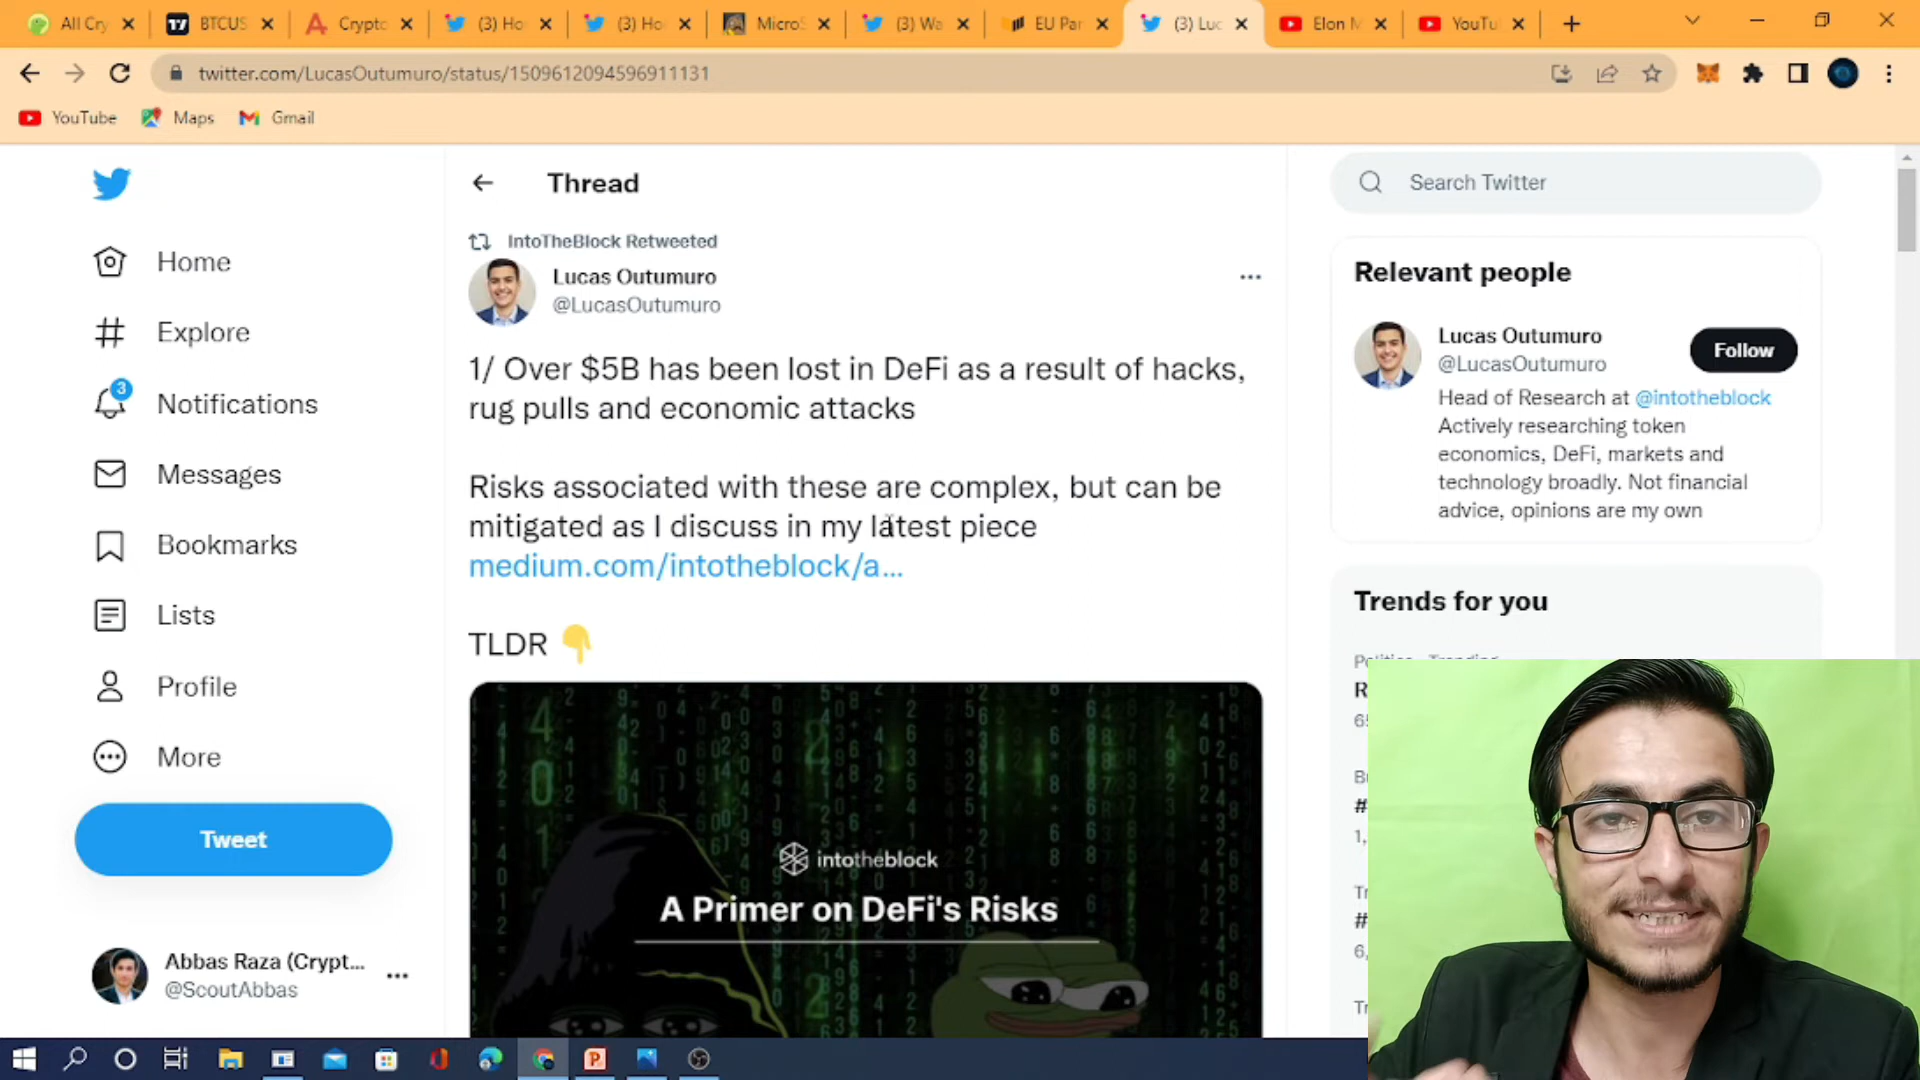 All Cry
BTCUS
Crypto
(3) Ho
(3) Ho
MicroS
(3) Wa
EU Par
(3) Luc
Elon M
YouTu
twitter.com/LucasOutumuro/status/1509612094596911131
YouTube
Maps
Gmail
Home
Explore
3
Notifications
Messages
Bookmarks
Lists
Profile
More
Tweet
Abbas Raza (Crypt...
@ScoutAbbas
Thread
IntoTheBlock Retweeted
Lucas Outumuro
@LucasOutumuro
1/ Over $5B has been lost in DeFi as a result of hacks,
rug pulls and economic attacks
Risks associated with these are complex, but can be
mitigated as I discuss in my latest piece
medium.com/intotheblock/a...
TLDR
intotheblock
A Primer on DeFi's Risks
Search Twitter
Relevant people
Lucas Outumuro
@LucasOutumuro
Follow
Head of Research at @intotheblock
Actively researching token
economics, DeFi, markets and
technology broadly. Not financial
advice, opinions are my own
Trends for you